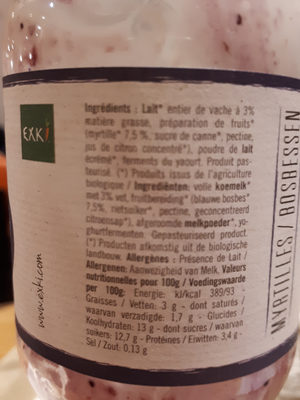 EXKi
www.exki.com
Ingrédients : Lait* entier de vache à 3%
matière grasse, préparation de fruits*
(myrtille* 7,5 %, sucre de canne*, pectine,
jus de citron concentré*), poudre de lait
écrémé*, ferments du yaourt. Produit pas-
teurisé. (*) Produits issus de l'agriculture
biologique / Ingrediënten: volle koemelk*
met 3% vet, fruitbereiding* (blauwe bosbes*
7,5%, rietsuiker*, pectine, geconcentreerd
citroensap*), afgeroomde melkpoeder*, yo-
ghurtfermenten. Gepasteuriseerd product.
(*) Producten afkomstig uit de biologische
landbouw. Allergènes : Présence de Lait /
Allergenen: Aanwezigheid van Melk. Valeurs
nutritionnelles pour 100g / Voedingswaarde
per 100g: Energie: kJ/kcal 389/93 -
Graisses / Vetten: 3 g - dont saturés /
waarvan verzadigde: 1,7 g - Glucides /
Koolhydraten: 13 g - dont sucres / waarvan
suikers: 12,7 g - Protéines / Eiwitten: 3,4 g-
Sel / Zout: 0,13 g
MYRTILLES / BOSBESSEN